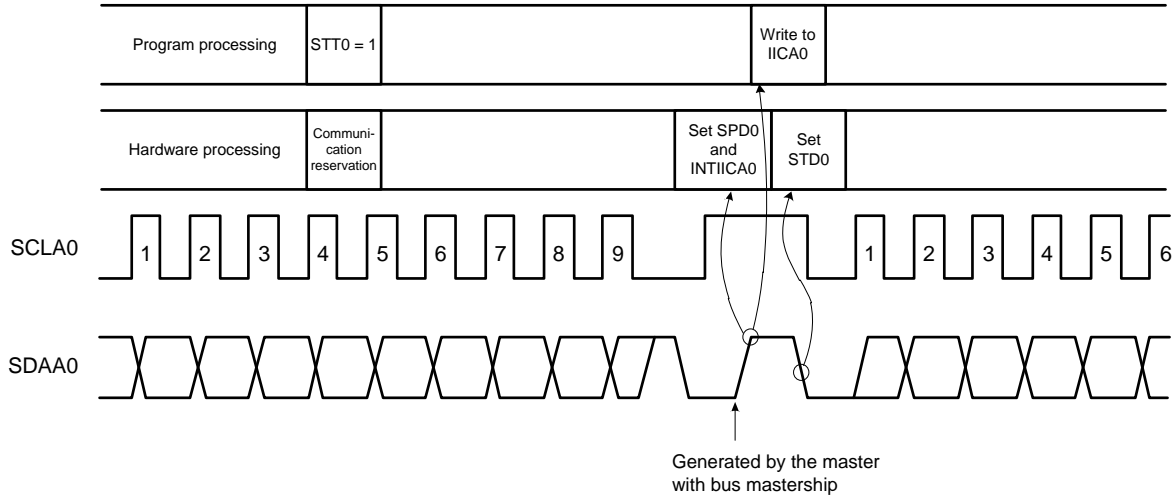 Program processing
STT0 = 1
Write to
IICA0
Hardware processing
Communi-
cation
reservation
Set SPD0
and
INTIICA0
Set
STD0
SCLA0
1 2 3 4 5 6 7 8 9 1 2 3 4 5 6
SDAA0
Generated by the master
with bus mastership